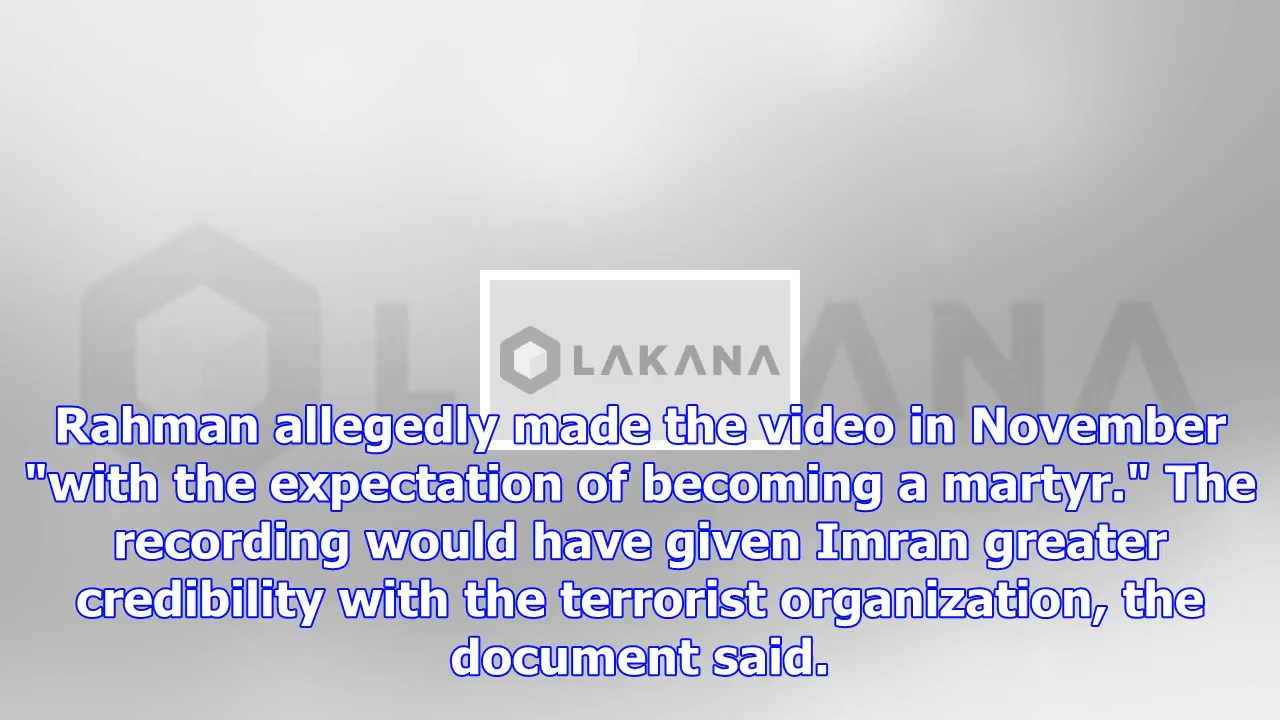 LAKANA
LAKANA
Rahman allegedly made the video in November
"with the expectation of becoming a martyr." The
recording would have given Imran greater
credibility with the terrorist organization, the
document said.